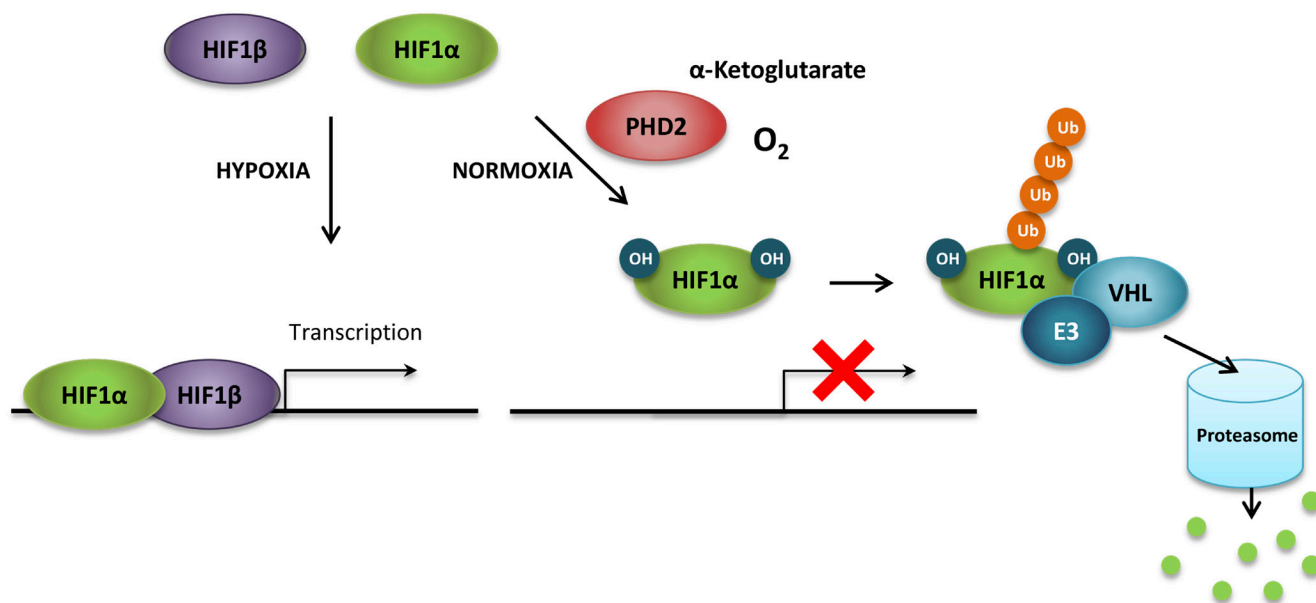 HIF1β
HIF1α
α-Ketoglutarate
PHD2
O₂
HYPOXIA
NORMOXIA
Ub
Ub
Ub
Ub
OH
HIF1α
OH
OH
HIF1α
OH
VHL
E3
Transcription
HIF1α
HIF1β
Proteasome